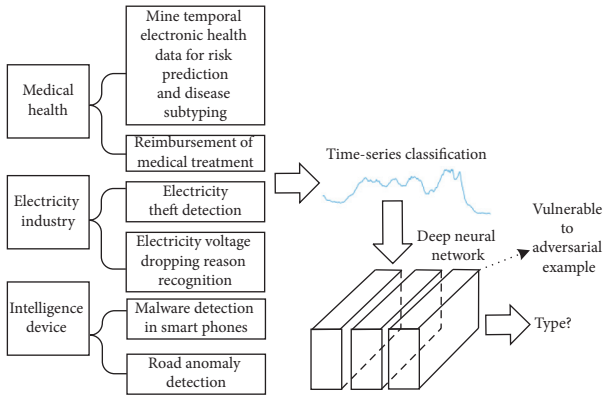 Medical
health
Mine temporal
electronic health
data for risk
prediction
and disease
subtyping
Reimbursement of
medical treatment
Electricity
industry
Electricity
theft detection
Electricity voltage
dropping reason
recognition
Intelligence
device
Malware detection
in smart phones
Road anomaly
detection
Time-series classification
Deep neural
network
Vulnerable
to
adversarial
example
Type?